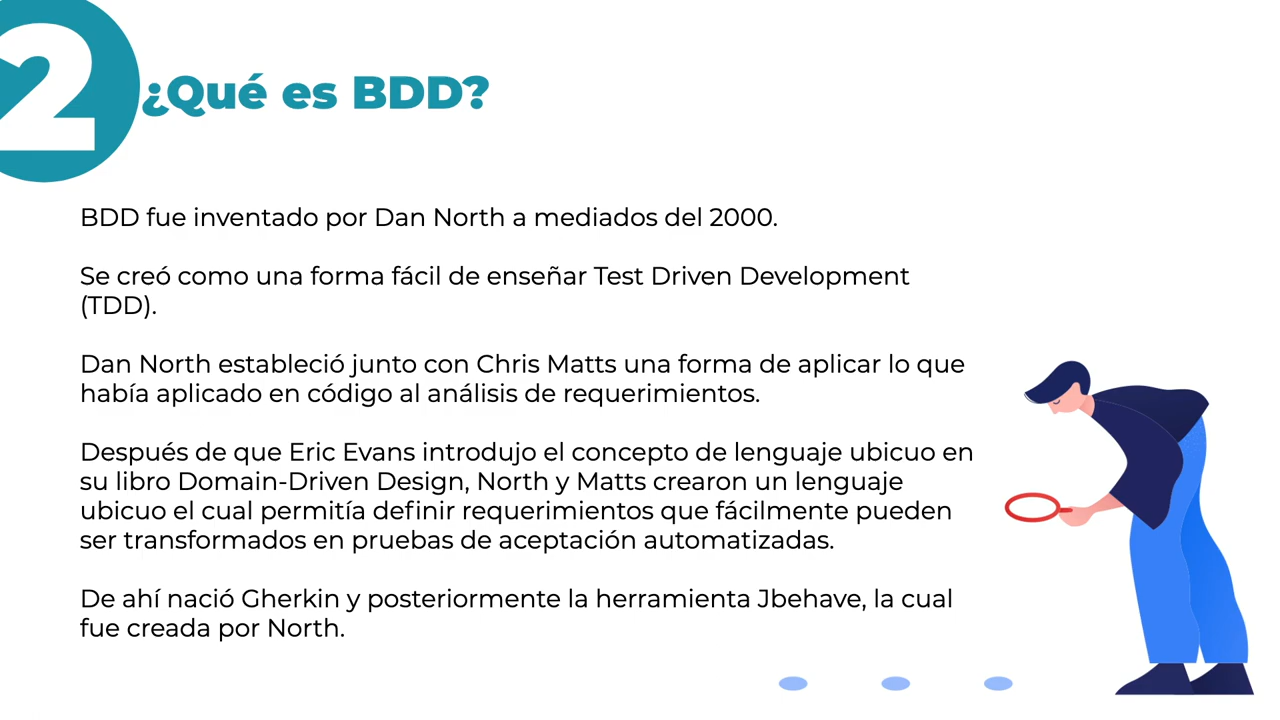 2
¿Qué es BDD?
BDD fue inventado por Dan North a mediados del 2000.
Se creó como una forma fácil de enseñar Test Driven Development
(TDD).
Dan North estableció junto con Chris Matts una forma de aplicar lo que
había aplicado en código al análisis de requerimientos.
Después de que Eric Evans introdujo el concepto de lenguaje ubicuo en
su libro Domain-Driven Design, North y Matts crearon un lenguaje
ubicuo el cual permitía definir requerimientos que fácilmente pueden
ser transformados en pruebas de aceptación automatizadas.
De ahí nació Gherkin y posteriormente la herramienta Jbehave, la cual
fue creada por North.